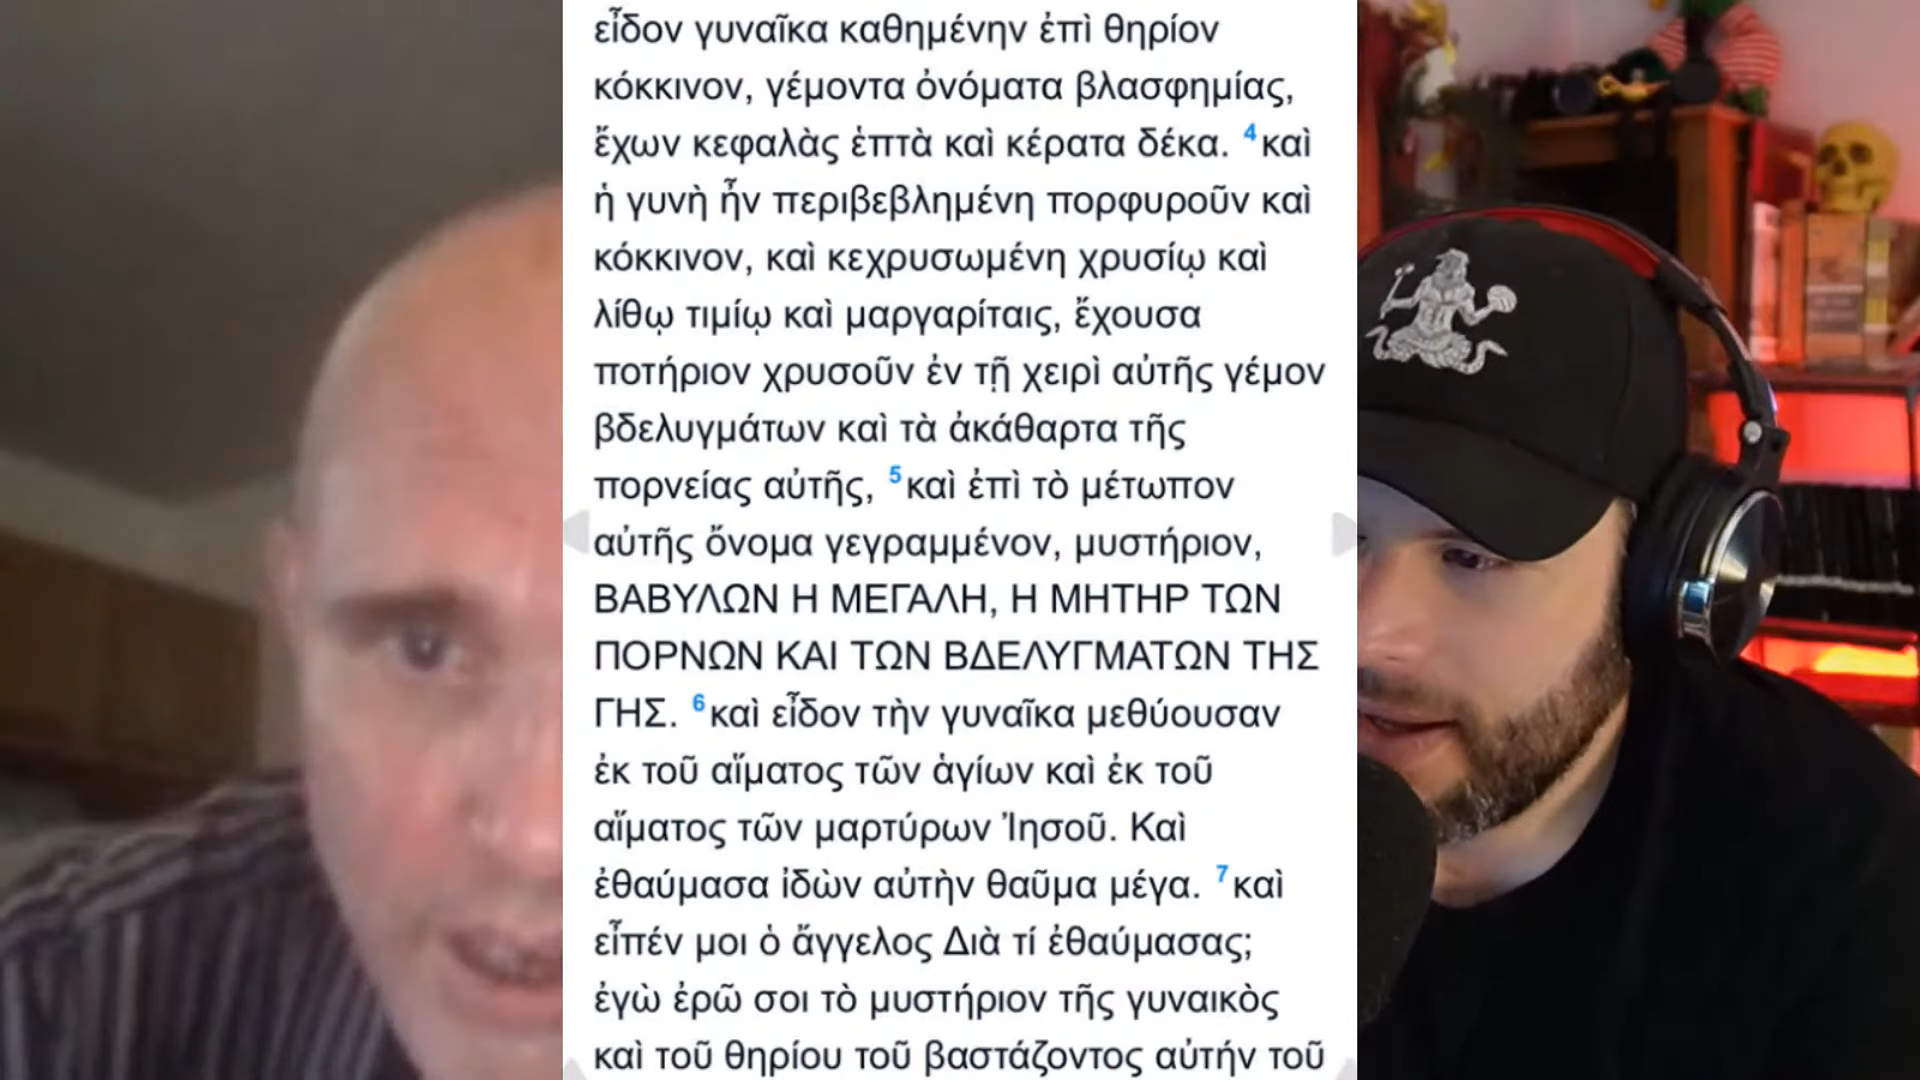 εἶδον γυναῖκα καθημένην ἐπὶ θηρίον
κόκκινον, γέμοντα ὀνόματα βλασφημίας,
ἔχων κεφαλὰς ἑπτὰ καὶ κέρατα δέκα. 4 καὶ
ἡ γυνὴ ἦν περιβεβλημένη πορφυροῦν καὶ
κόκκινον, καὶ κεχρυσωμένη χρυσίῳ καὶ
λίθῳ τιμίῳ καὶ μαργαρίταις, ἔχουσα
ποτήριον χρυσοῦν ἐν τῇ χειρὶ αὐτῆς γέμον
βδελυγμάτων καὶ τὰ ἀκάθαρτα τῆς
πορνείας αὐτῆς, 5 καὶ ἐπὶ τὸ μέτωπον
αὐτῆς ὄνομα γεγραμμένον, μυστήριον,
ΒΑΒΥΛΩΝ Η ΜΕΓΑΛΗ, Η ΜΗΤΗΡ ΤΩΝ
ΠΟΡΝΩΝ ΚΑΙ ΤΩΝ ΒΔΕΛΥΓΜΑΤΩΝ ΤΗΣ
ΓΗΣ. 6 καὶ εἶδον τὴν γυναῖκα μεθύουσαν
ἐκ τοῦ αἵματος τῶν ἁγίων καὶ ἐκ τοῦ
αἵματος τῶν μαρτύρων Ἰησοῦ. Καὶ
ἐθαύμασα ἰδὼν αὐτὴν θαῦμα μέγα. 7 καὶ
εἶπέν μοι ὁ ἄγγελος Διὰ τί ἐθαύμασας;
ἐγὼ ἐρῶ σοι τὸ μυστήριον τῆς γυναικὸς
καὶ τοῦ θηρίου τοῦ βαστάζοντος αὐτήν τοῦ